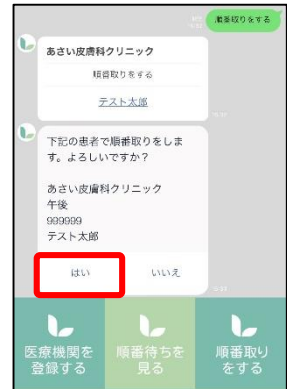 順番取りをする
あさい皮膚科クリニック
順番取りをする
テスト太郎
下記の患者で順番取りをしま
す。よろしいですか？
あさい皮膚科クリニック
午後
999999
テスト太郎
はい
いいえ
医療機関を
登録する
順番待ちを
見る
順番取り
をする